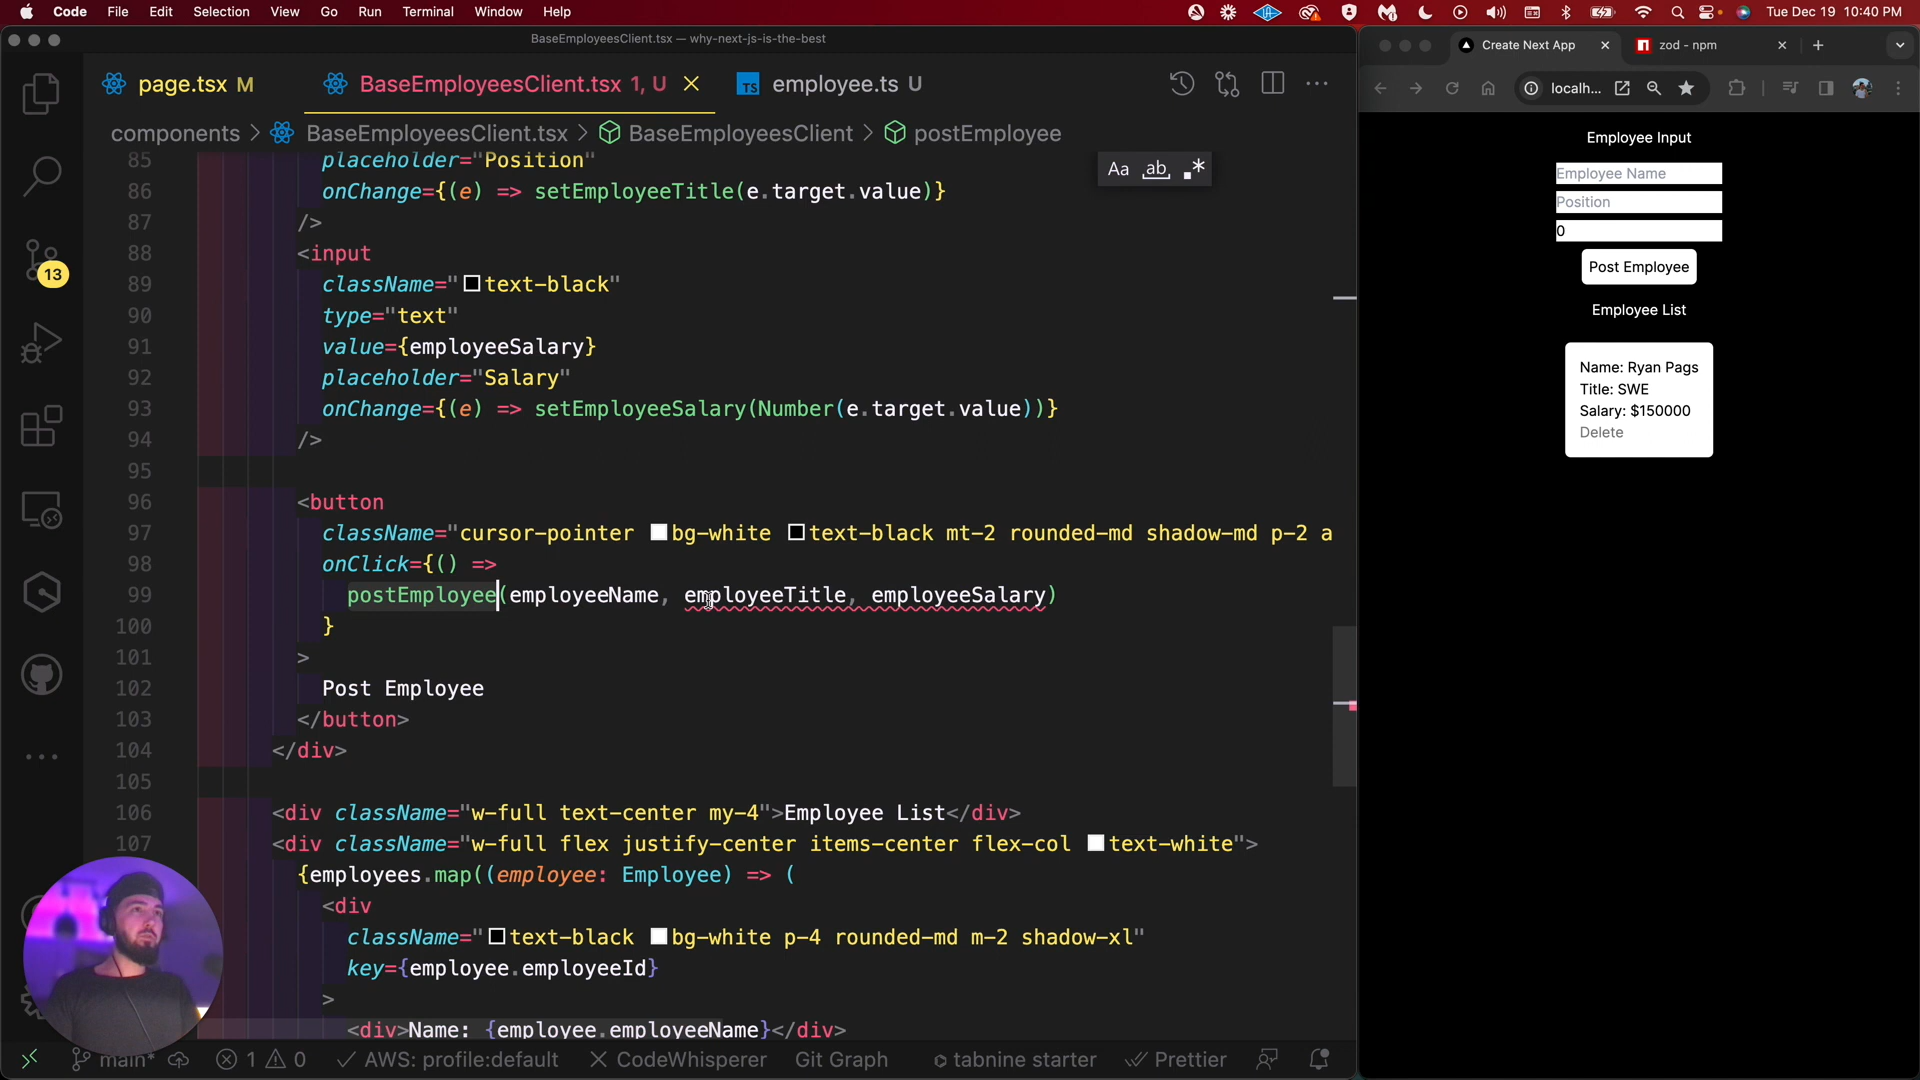 Code File Edit Selection View Go Run Terminal Window Help
Tue Dec 19 10:40 PM
BaseEmployeesClient.tsx — why-next-js-is-the-best
page.tsx M
BaseEmployeesClient.tsx 1, U
TS employee.ts U
components > BaseEmployeesClient.tsx > BaseEmployeesClient > postEmployee
Aa ab
13
85 placeholder="Position"
86 onChange={(e) => setEmployeeTitle(e.target.value)}
87 />
88 <input
89 className="text-black"
90 type="text"
91 value={employeeSalary}
92 placeholder="Salary"
93 onChange={(e) => setEmployeeSalary(Number(e.target.value))}
94 />
95
96 <button
97 className="cursor-pointer bg-white text-black mt-2 rounded-md shadow-md p-2 a
98 onClick={() =>
99 postEmployee(employeeName, employeeTitle, employeeSalary)
100 }
101 >
102 Post Employee
103 </button>
104 </div>
105
106 <div className="w-full text-center my-4">Employee List</div>
107 <div className="w-full flex justify-center items-center flex-col text-white">
{employees.map((employee: Employee) => (
<div
className="text-black bg-white p-4 rounded-md m-2 shadow-xl"
key={employee.employeeId}
>
<div>Name: {employee.employeeName}</div>
main* 1 0 AWS: profile:default CodeWhisperer Git Graph tabnine starter Prettier
Create Next App
zod - npm
localh...
Employee Input
Employee Name
Position
0
Post Employee
Employee List
Name: Ryan Pags
Title: SWE
Salary: $150000
Delete